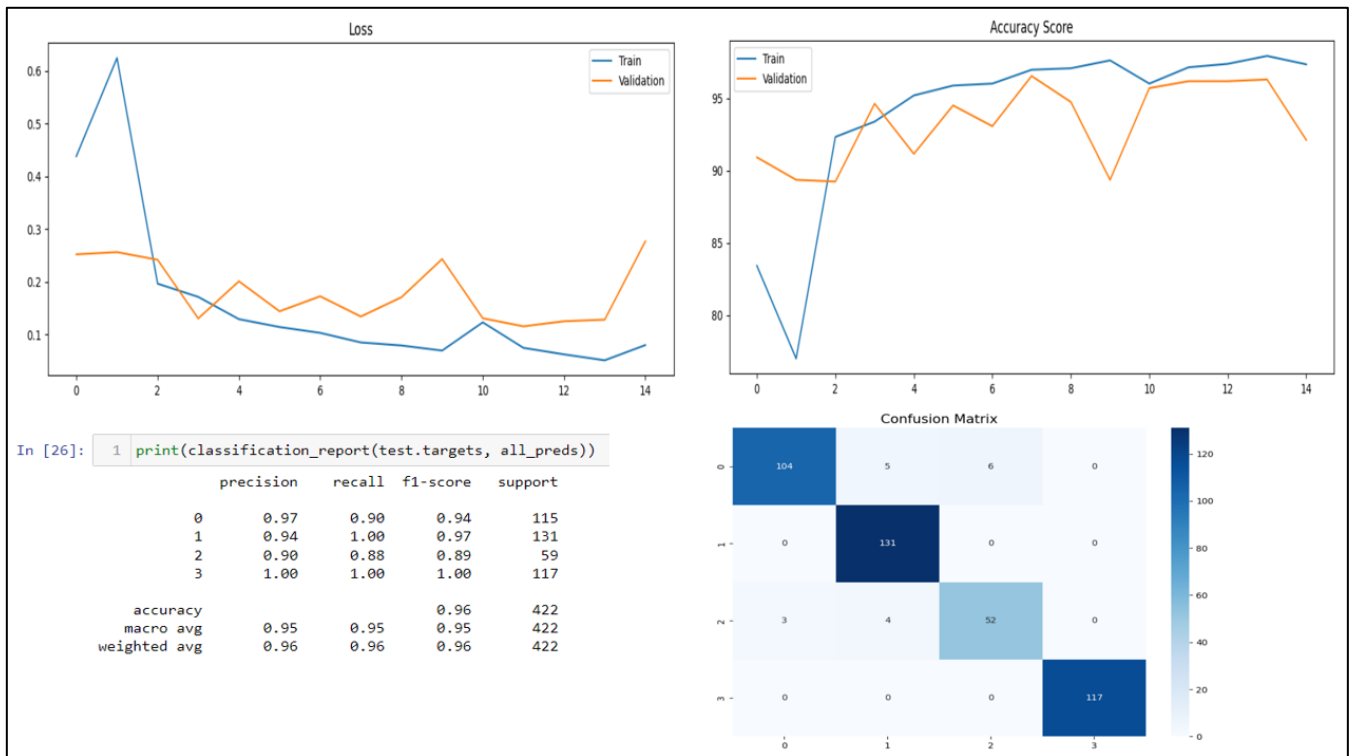 Loss
Train
Validation
0.6
0.5
0.4
0.3
0.2
0.1
0 2 4 6 8 10 12 14
Accuracy Score
Train
Validation
95
90
85
80
0 2 4 6 8 10 12 14
In [26]: 1 print(classification_report(test.targets, all_preds))
precision recall f1-score support
0 0.97 0.90 0.94 115
1 0.94 1.00 0.97 131
2 0.90 0.88 0.89 59
3 1.00 1.00 1.00 117
accuracy 0.96 422
macro avg 0.95 0.95 0.95 422
weighted avg 0.96 0.96 0.96 422
Confusion Matrix
0 104 5 6 0
1 0 131 0 0
2 3 4 52 0
3 0 0 0 117
0 1 2 3
120
100
80
60
40
20
0